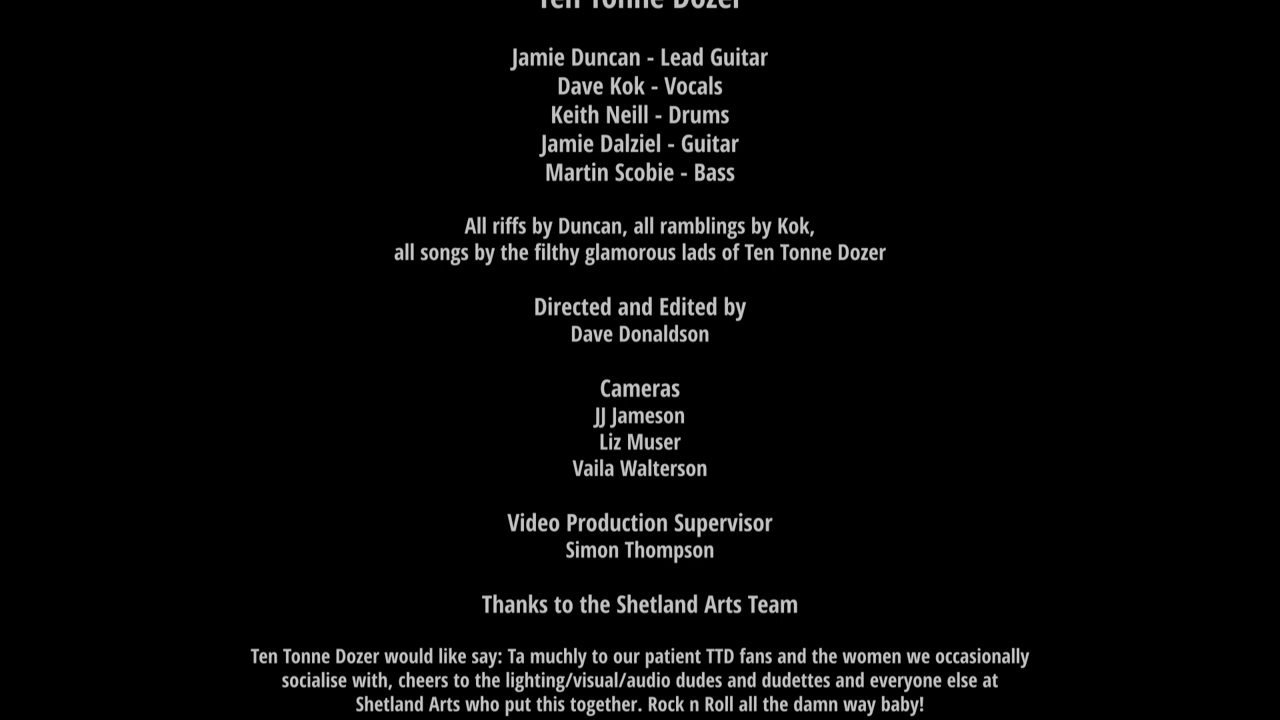 Ten Tonne Dozer
Jamie Duncan - Lead Guitar
Dave Kok - Vocals
Keith Neill - Drums
Jamie Dalziel - Guitar
Martin Scobie - Bass
All riffs by Duncan, all ramblings by Kok,
all songs by the filthy glamorous lads of Ten Tonne Dozer
Directed and Edited by
Dave Donaldson
Cameras
JJ Jameson
Liz Muser
Vaila Walterson
Video Production Supervisor
Simon Thompson
Thanks to the Shetland Arts Team
Ten Tonne Dozer would like say: Ta muchly to our patient TTD fans and the women we occasionally
socialise with, cheers to the lighting/visual/audio dudes and dudettes and everyone else at
Shetland Arts who put this together. Rock n Roll all the damn way baby!